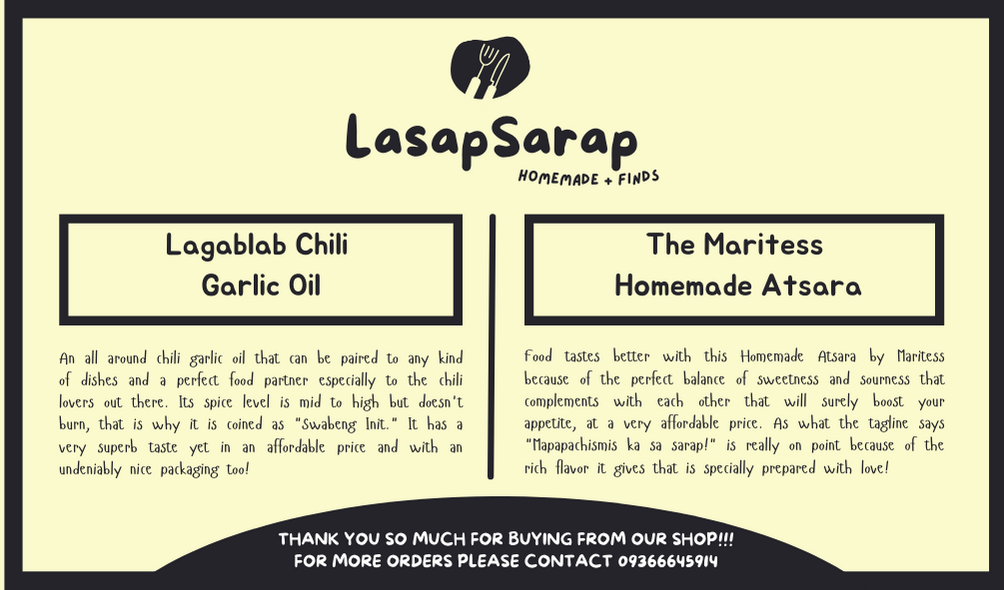 LasapSarap
HOMEMADE + FINDS
Lagablab Chili
Garlic Oil
An all around chili garlic oil that can be paired to any kind
of dishes and a perfect food partner especially to the chili
lovers out there. Its spice level is mid to high but doesn't
burn, that is why it is coined as "Swabeng Init." It has a
very superb taste yet in an affordable price and with an
undeniably nice packaging too!
The Maritess
Homemade Atsara
Food tastes better with this Homemade Atsara by Maritess
because of the perfect balance of sweetness and sourness that
complements with each other that will surely boost your
appetite, at a very affordable price. As what the tagline says
"Mapapachismis ka sa sarap!" is really on point because of the
rich flavor it gives that is specially prepared with love!
THANK YOU SO MUCH FOR BUYING FROM OUR SHOP!!!
FOR MORE ORDERS PLEASE CONTACT 09366645914